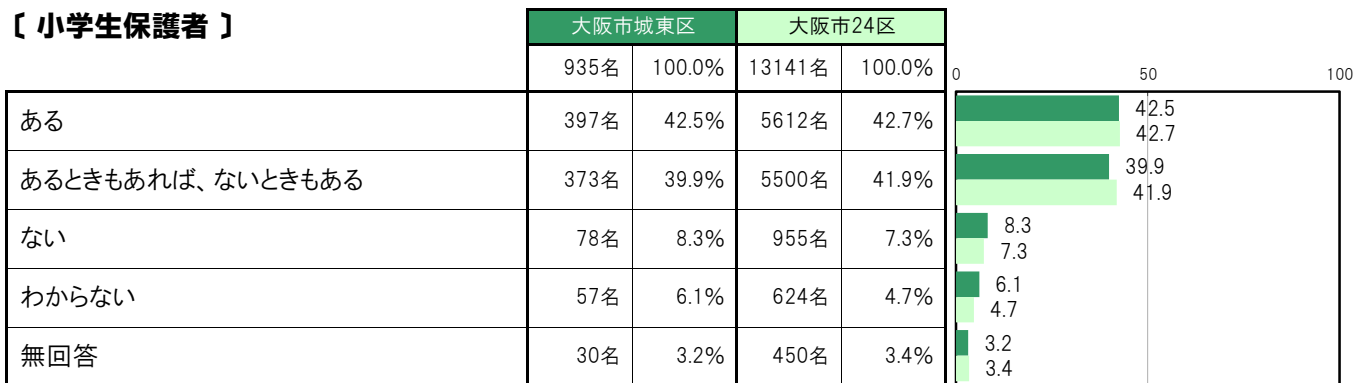 〔 小学生保護者 〕
大阪市城東区 大阪市24区
935名 100.0% 13141名 100.0%
0 50 100
ある 397名 42.5% 5612名 42.7%
42.5
42.7
あるときもあれば、ないときもある 373名 39.9% 5500名 41.9%
39.9
41.9
ない 78名 8.3% 955名 7.3%
8.3
7.3
わからない 57名 6.1% 624名 4.7%
6.1
4.7
無回答 30名 3.2% 450名 3.4%
3.2
3.4